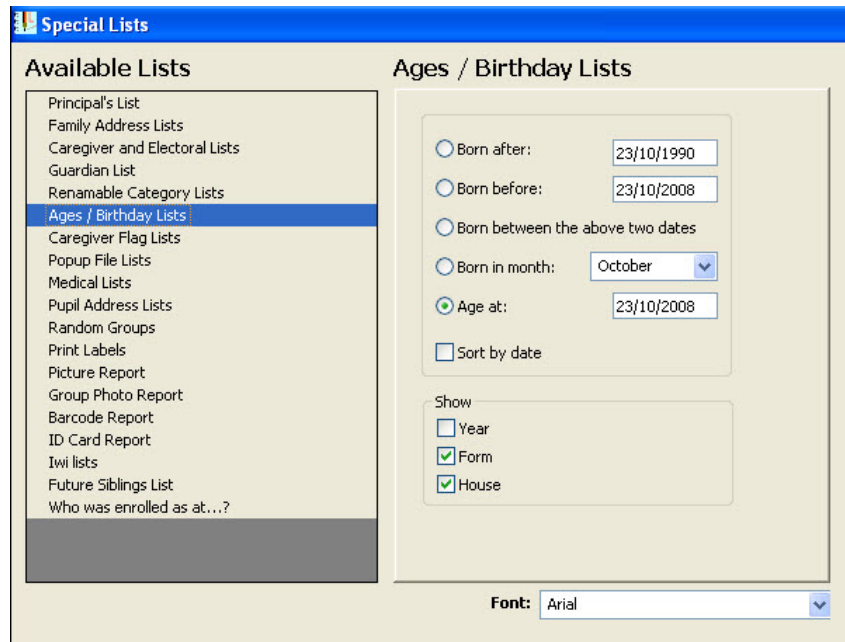 Special Lists
Available Lists
Principal's List
Family Address Lists
Caregiver and Electoral Lists
Guardian List
Renamable Category Lists
Ages / Birthday Lists
Caregiver Flag Lists
Popup File Lists
Medical Lists
Pupil Address Lists
Random Groups
Print Labels
Picture Report
Group Photo Report
Barcode Report
ID Card Report
Iwi lists
Future Siblings List
Who was enrolled as at...?
Ages / Birthday Lists
Born after: 23/10/1990
Born before: 23/10/2008
Born between the above two dates
Born in month: October
Age at: 23/10/2008
Sort by date
Show
Year
Form
House
Font: Arial